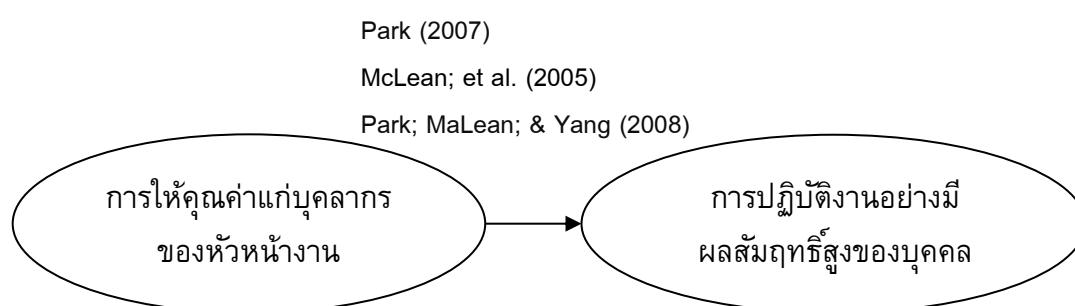 Park (2007)
McLean; et al. (2005)
Park; MaLean; & Yang (2008)
การให้คุณค่าแก่บุคลากร
ของหัวหน้างาน
การปฏิบัติงานอย่างมี
ผลสัมฤทธิ์สูงของบุคคล